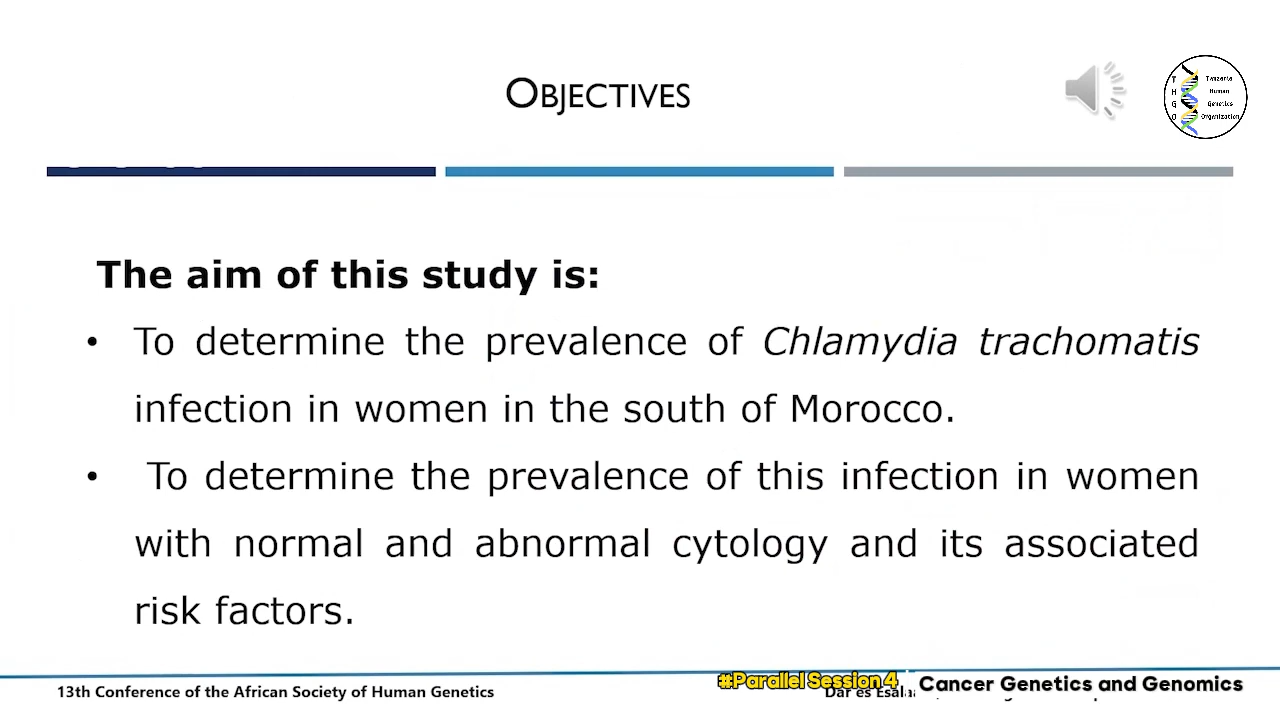 OBJECTIVES
T H G O
Tanzania
Human
Genetics
Organization
The aim of this study is:
• To determine the prevalence of Chlamydia trachomatis
infection in women in the south of Morocco.
• To determine the prevalence of this infection in women
with normal and abnormal cytology and its associated
risk factors.
13th Conference of the African Society of Human Genetics
#Parallel Session 4
Dar es
Cancer Genetics and Genomics